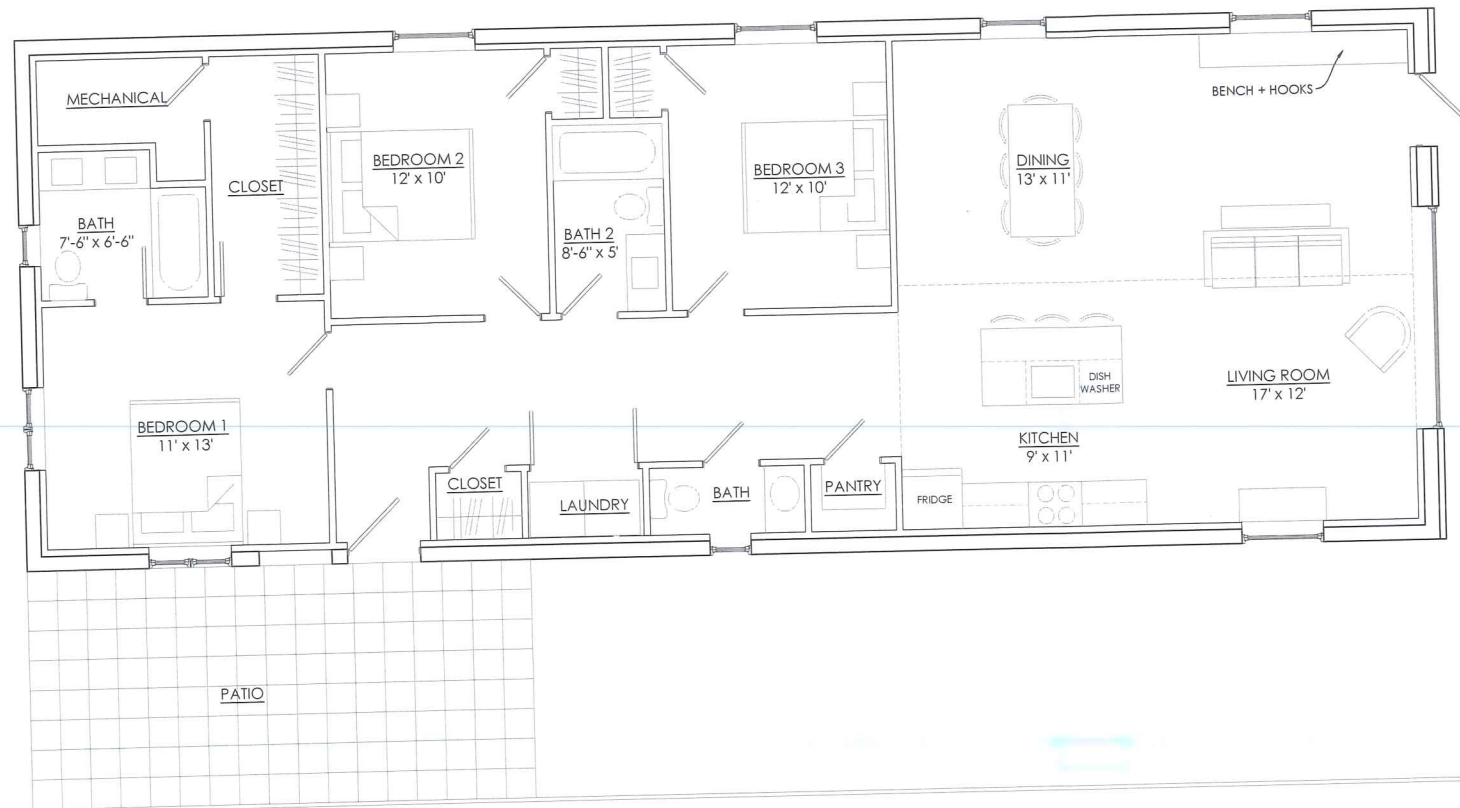 MECHANICAL
BENCH + HOOKS
BEDROOM 2
12' x 10'
BEDROOM 3
12' x 10'
DINING
13' x 11'
CLOSET
BATH
7'-6" x 6'-6"
BATH 2
8'-6" x 5'
DISH
WASHER
LIVING ROOM
17' x 12'
BEDROOM 1
11' x 13'
KITCHEN
9' x 11'
CLOSET
LAUNDRY
BATH
PANTRY
FRIDGE
PATIO